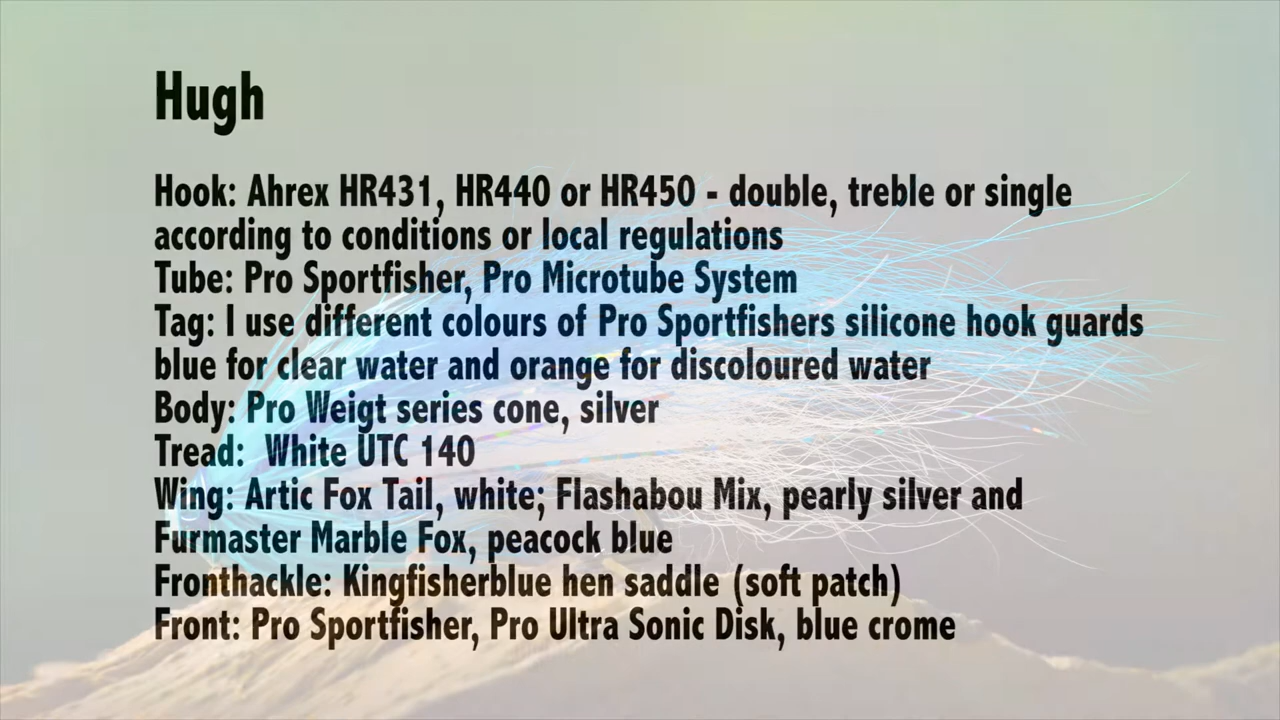 Hugh
Hook: Ahrex HR431, HR440 or HR450 - double, treble or single
according to conditions or local regulations
Tube: Pro Sportfisher, Pro Microtube System
Tag: I use different colours of Pro Sportfishers silicone hook guards
blue for clear water and orange for discoloured water
Body: Pro Weigt series cone, silver
Tread:  White UTC 140
Wing: Artic Fox Tail, white; Flashabou Mix, pearly silver and
Furmaster Marble Fox, peacock blue
Fronthackle: Kingfisherblue hen saddle (soft patch)
Front: Pro Sportfisher, Pro Ultra Sonic Disk, blue crome